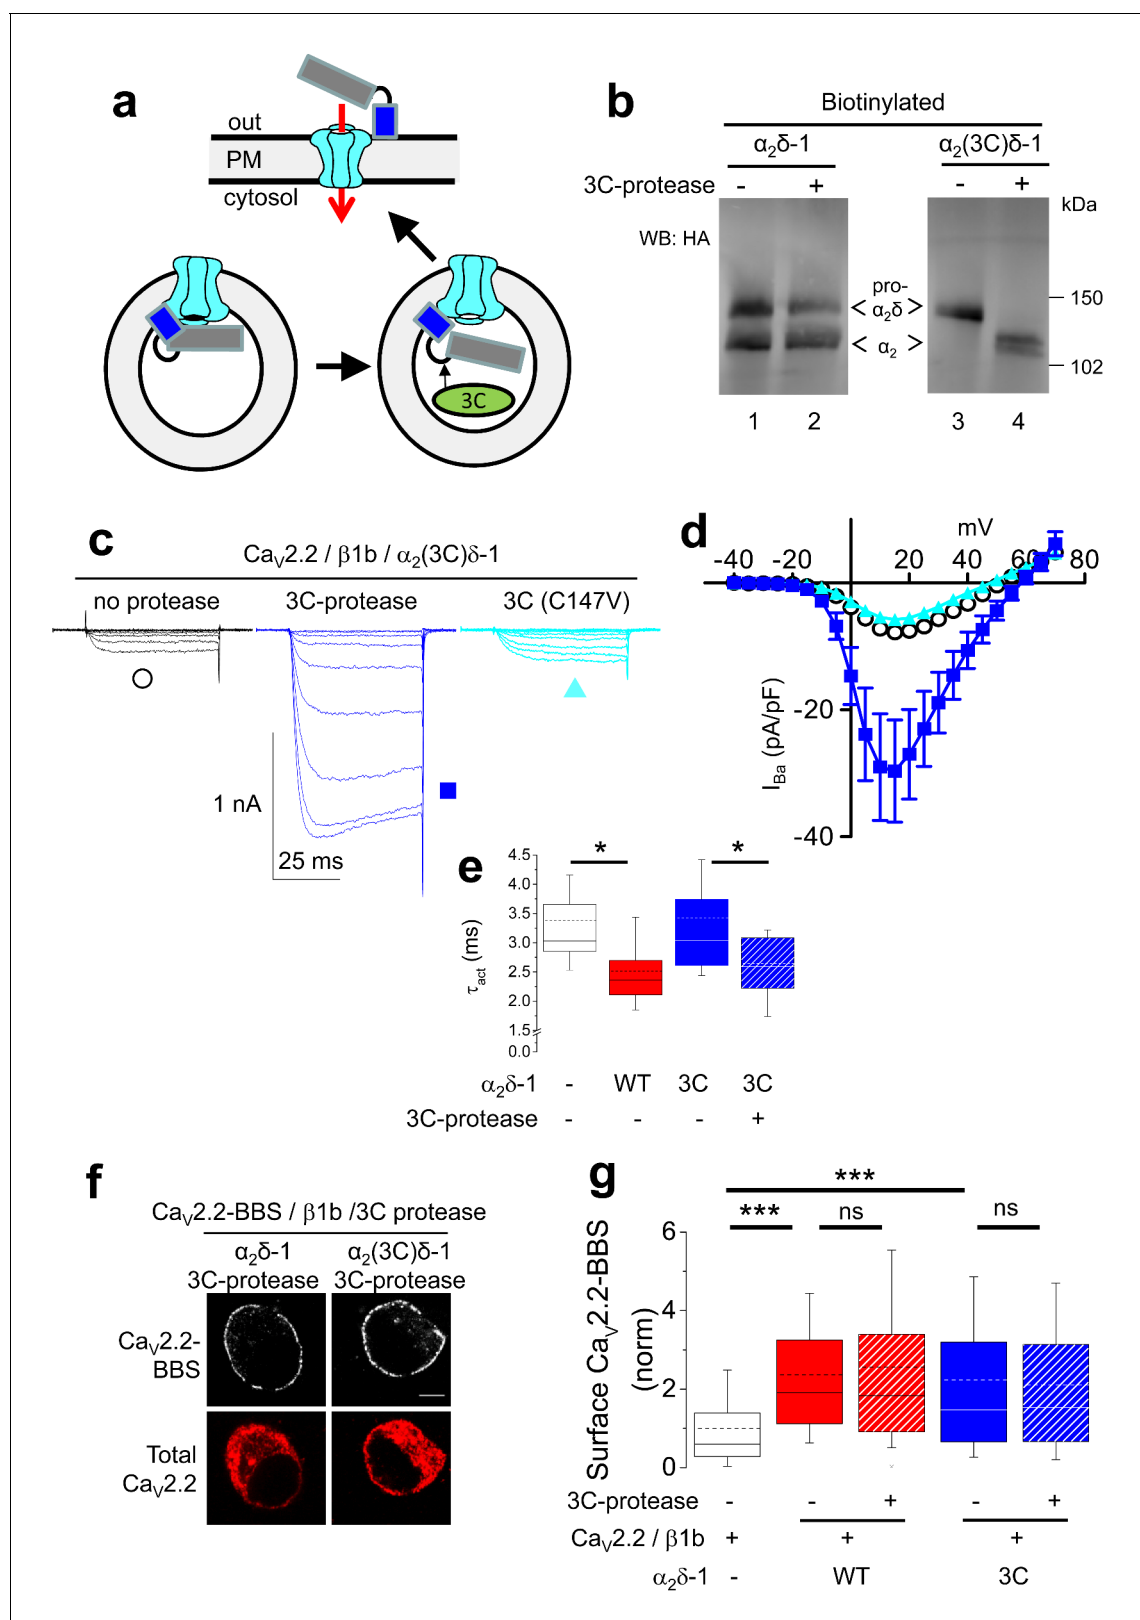 a
out
PM
cytosol
3C
b
Biotinylated
α2δ-1
α2(3C)δ-1
3C-protease - + - +
kDa
WB: HA
pro-
α2δ
α2
150
102
1 2 3 4
c
CaV2.2 / β1b / α2(3C)δ-1
no protease
3C-protease
3C (C147V)
1 nA
25 ms
d
mV
-40 -20 20 40 60 80
-20
-40
IBa (pA/pF)
e
* *
4.5
4.0
3.5
3.0
2.5
2.0
1.5
0.0
τact (ms)
α2δ-1 - WT 3C 3C
3C-protease - - - +
f
CaV2.2-BBS / β1b /3C protease
α2δ-1
3C-protease
α2(3C)δ-1
3C-protease
CaV2.2-
BBS
Total
CaV2.2
g
***
*** ns ns
6
4
2
0
Surface CaV2.2-BBS
(norm)
3C-protease - - + - +
CaV2.2 / β1b + + +
α2δ-1 - WT 3C